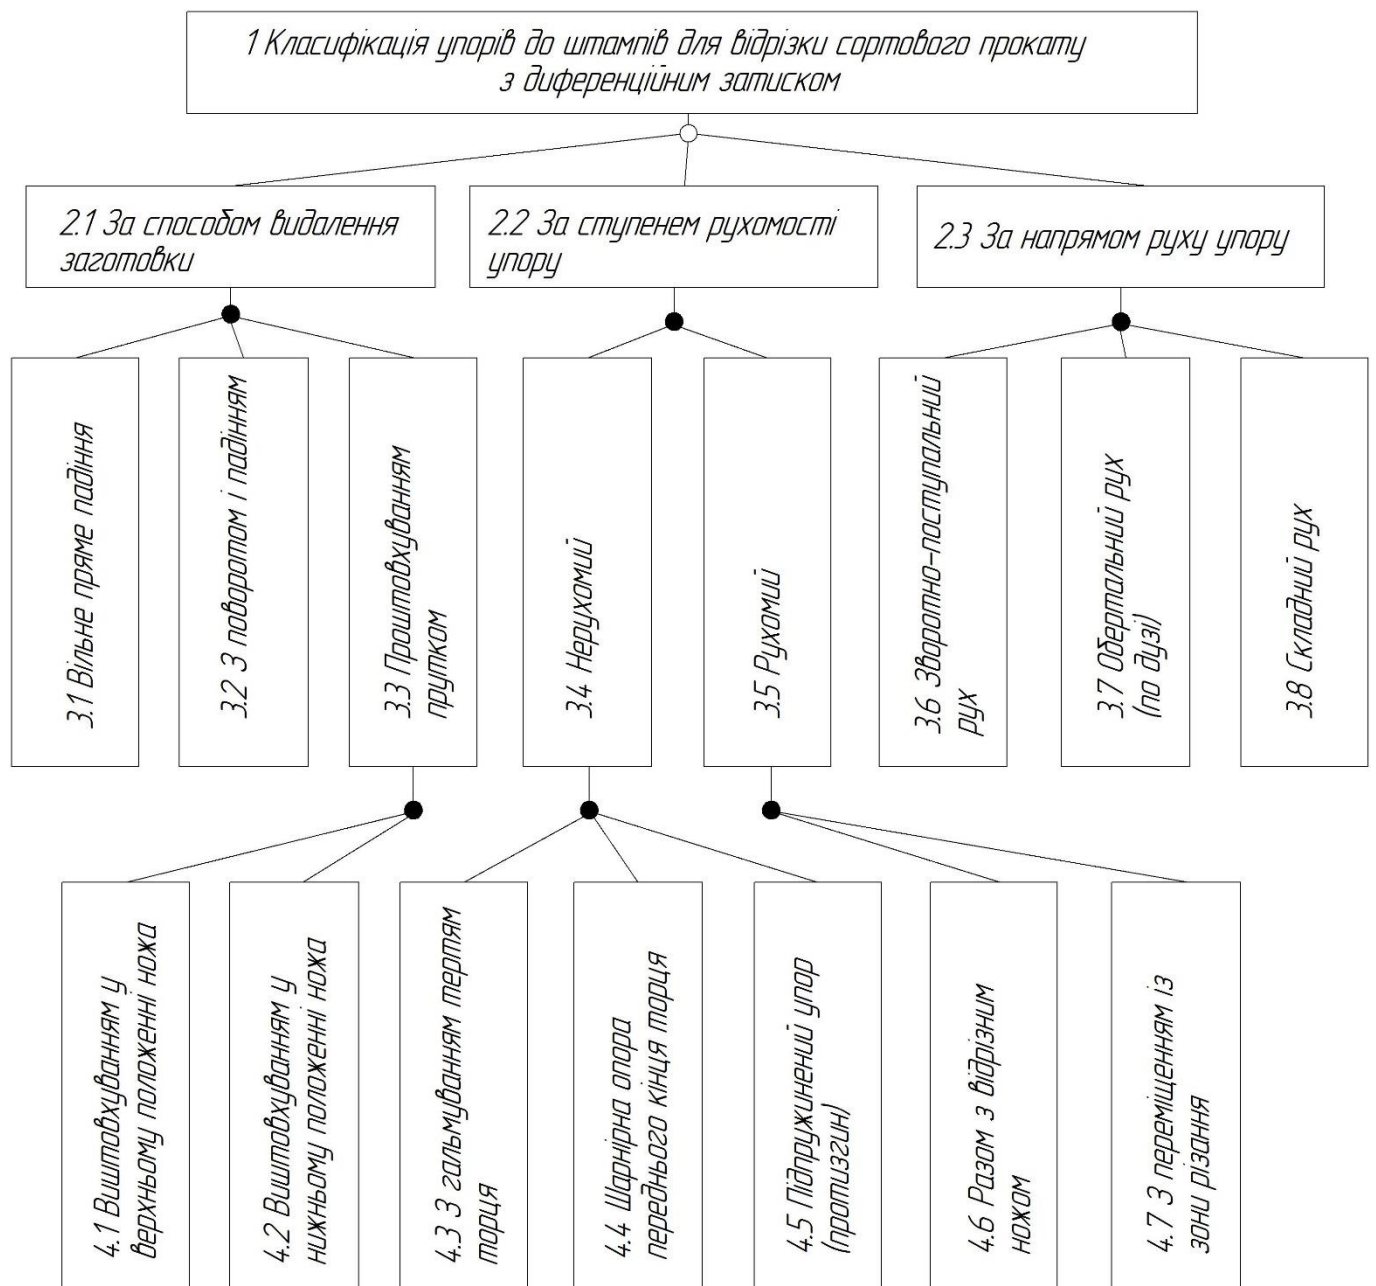 1 Класифікація упорів до штампів для відрізки сортового прокату
з диференційним затиском
2.1 За способом видалення
заготовки
2.2 За ступенем рухомості
упору
2.3 За напрямом руху упору
3.1 Вільне пряме падіння
3.2 З поворотом і падінням
3.3 Проштовхуванням
прутком
3.4 Нерухомий
3.5 Рухомий
3.6 Зворотно-поступальний
рух
3.7 Обертальний рух
(по дузі)
3.8 Складний рух
4.1 Виштовхуванням у
верхньому положенні ножа
4.2 Виштовхуванням у
нижньому положенні ножа
4.3 З гальмуванням тертям
торця
4.4 Шарнірна опора
переднього кінця торця
4.5 Підпружинений упор
(протизгин)
4.6 Разом з відрізним
ножом
4.7 З переміщенням із
зони різання